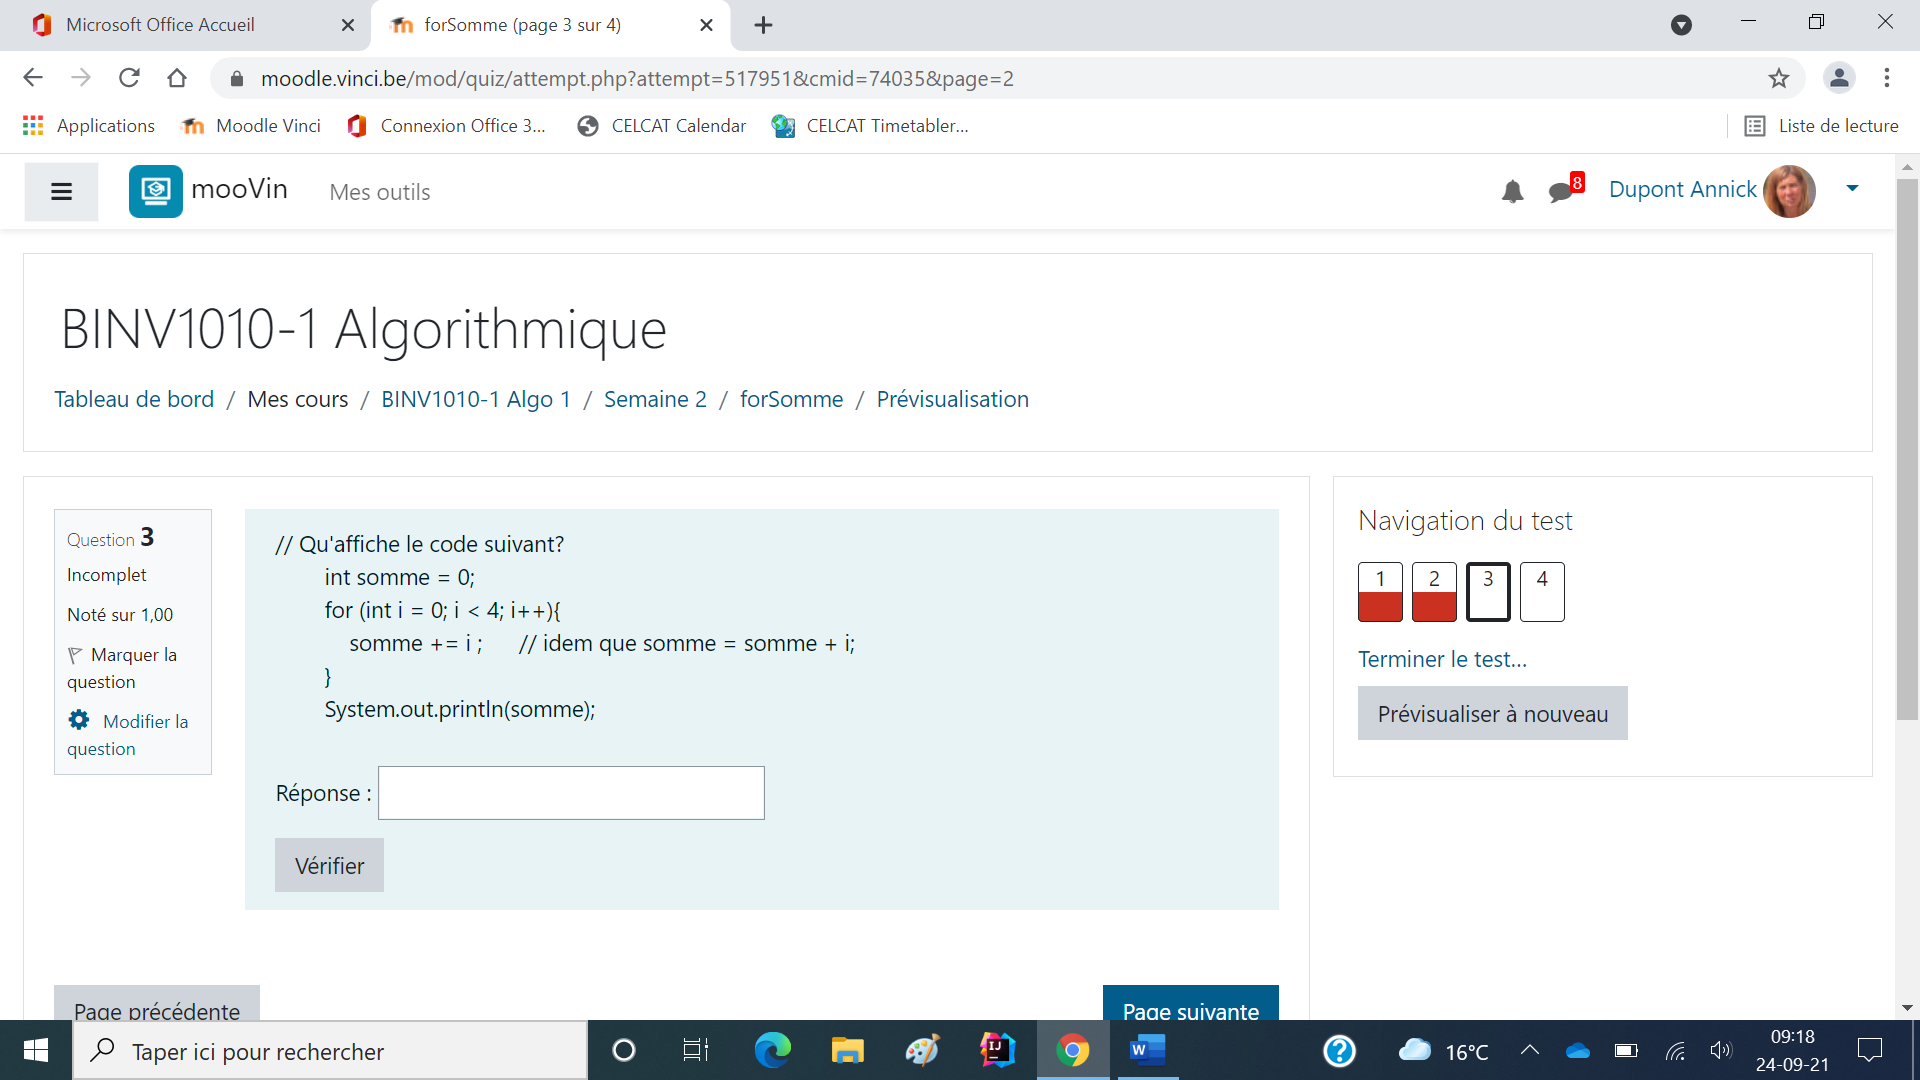 Microsoft Office Accueil
forSomme (page 3 sur 4)
moodle.vinci.be/mod/quiz/attempt.php?attempt=517951&cmid=74035&page=2
Applications
Moodle Vinci
Connexion Office 3...
CELCAT Calendar
CELCAT Timetabler...
Liste de lecture
mooVin
Mes outils
8
Dupont Annick
BINV1010-1 Algorithmique
Tableau de bord / Mes cours / BINV1010-1 Algo 1 / Semaine 2 / forSomme / Prévisualisation
Question 3
Incomplet
Noté sur 1,00
Marquer la
question
Modifier la
question
// Qu'affiche le code suivant?
int somme = 0;
for (int i = 0; i < 4; i++){
somme += i ; // idem que somme = somme + i;
}
System.out.println(somme);
Réponse :
Vérifier
Page précédente
Page suivante
Navigation du test
1 2 3 4
Terminer le test...
Prévisualiser à nouveau
Taper ici pour rechercher
16°C
09:18
24-09-21